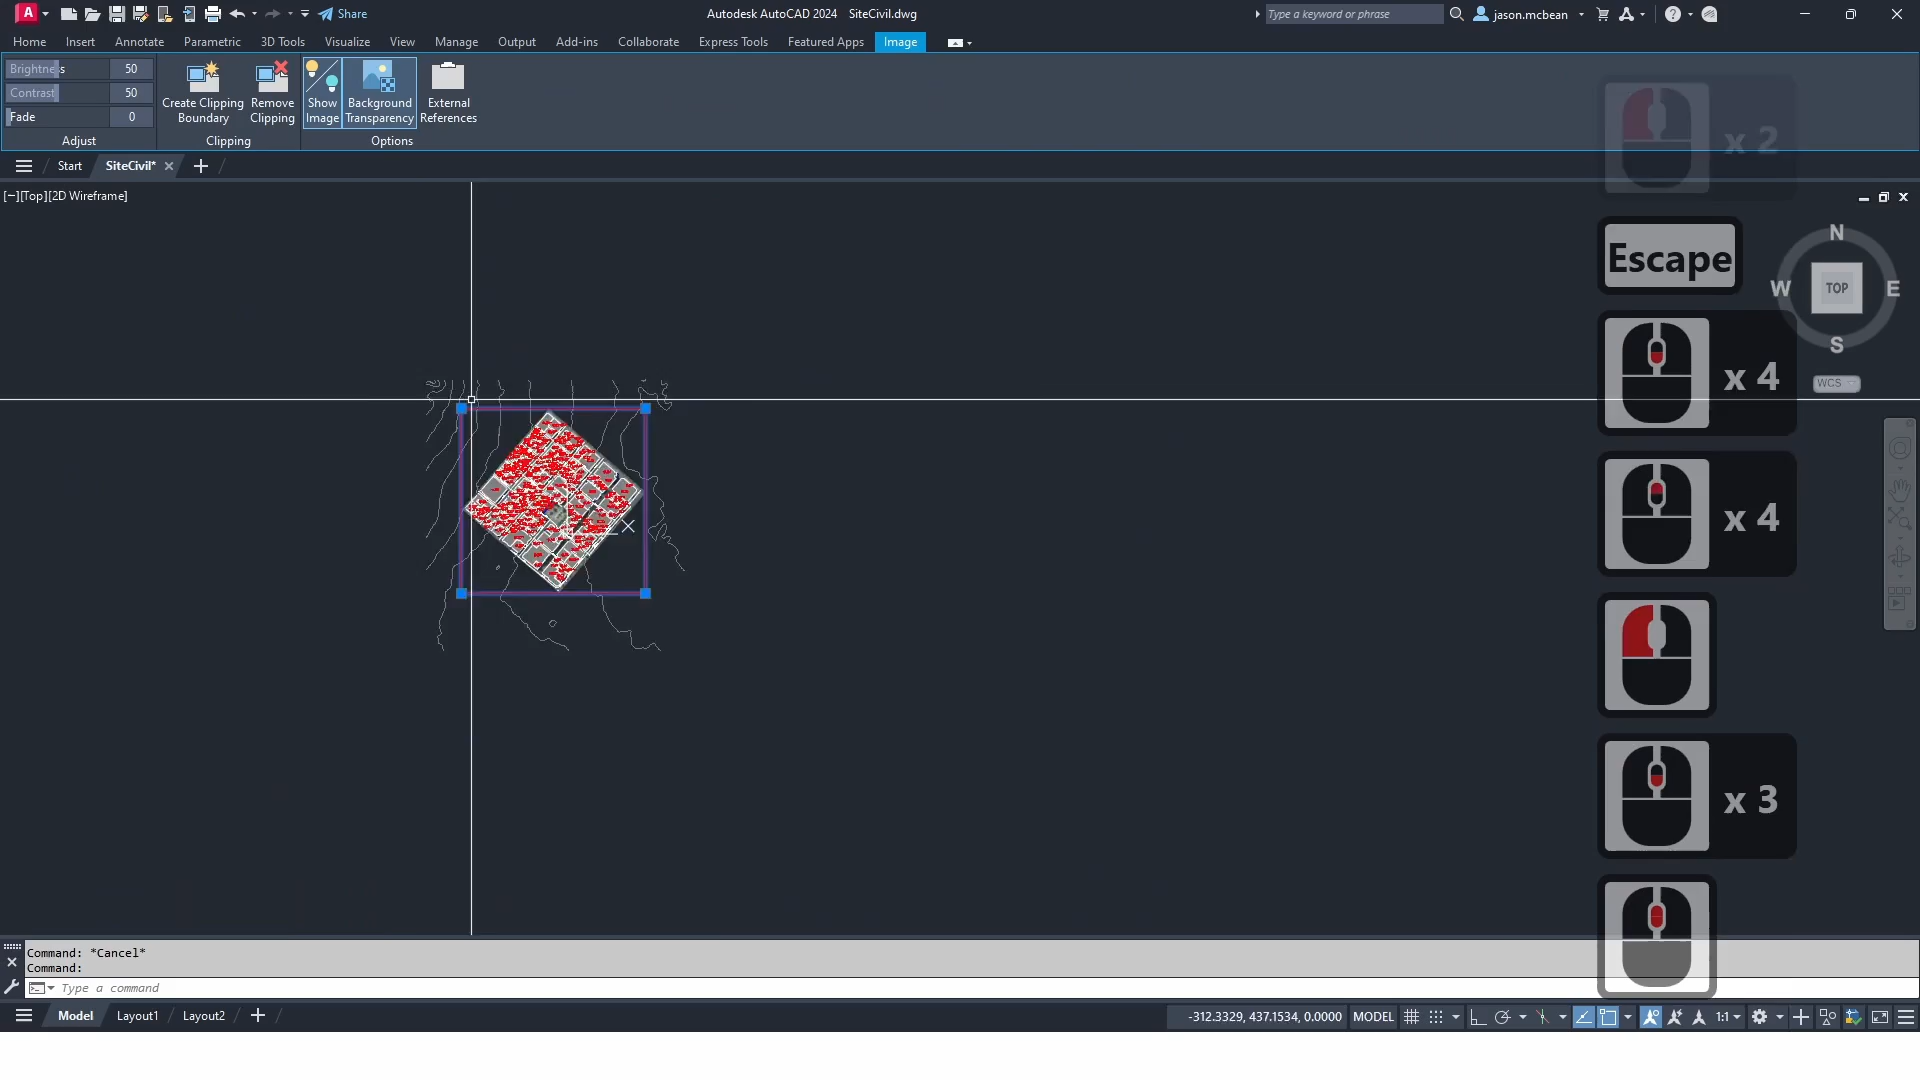 A Share Autodesk AutoCAD 2024 SiteCivil.dwg Type a keyword or phrase jason.mcbean
Home Insert Annotate Parametric 3D Tools Visualize View Manage Output Add-ins Collaborate Express Tools Featured Apps Image
Brightness 50
Contrast 50
Fade 0
Create Clipping Boundary
Remove Clipping
Show Image
Background Transparency
External References
Adjust Clipping Options
Start SiteCivil*
[−][Top][2D Wireframe]
x 2
Escape
N
W TOP E
S
WCS
x 4
x 4
x 3
Command: *Cancel*
Command:
Type a command
Model Layout1 Layout2 -312.3329, 437.1534, 0.0000 MODEL 1:1